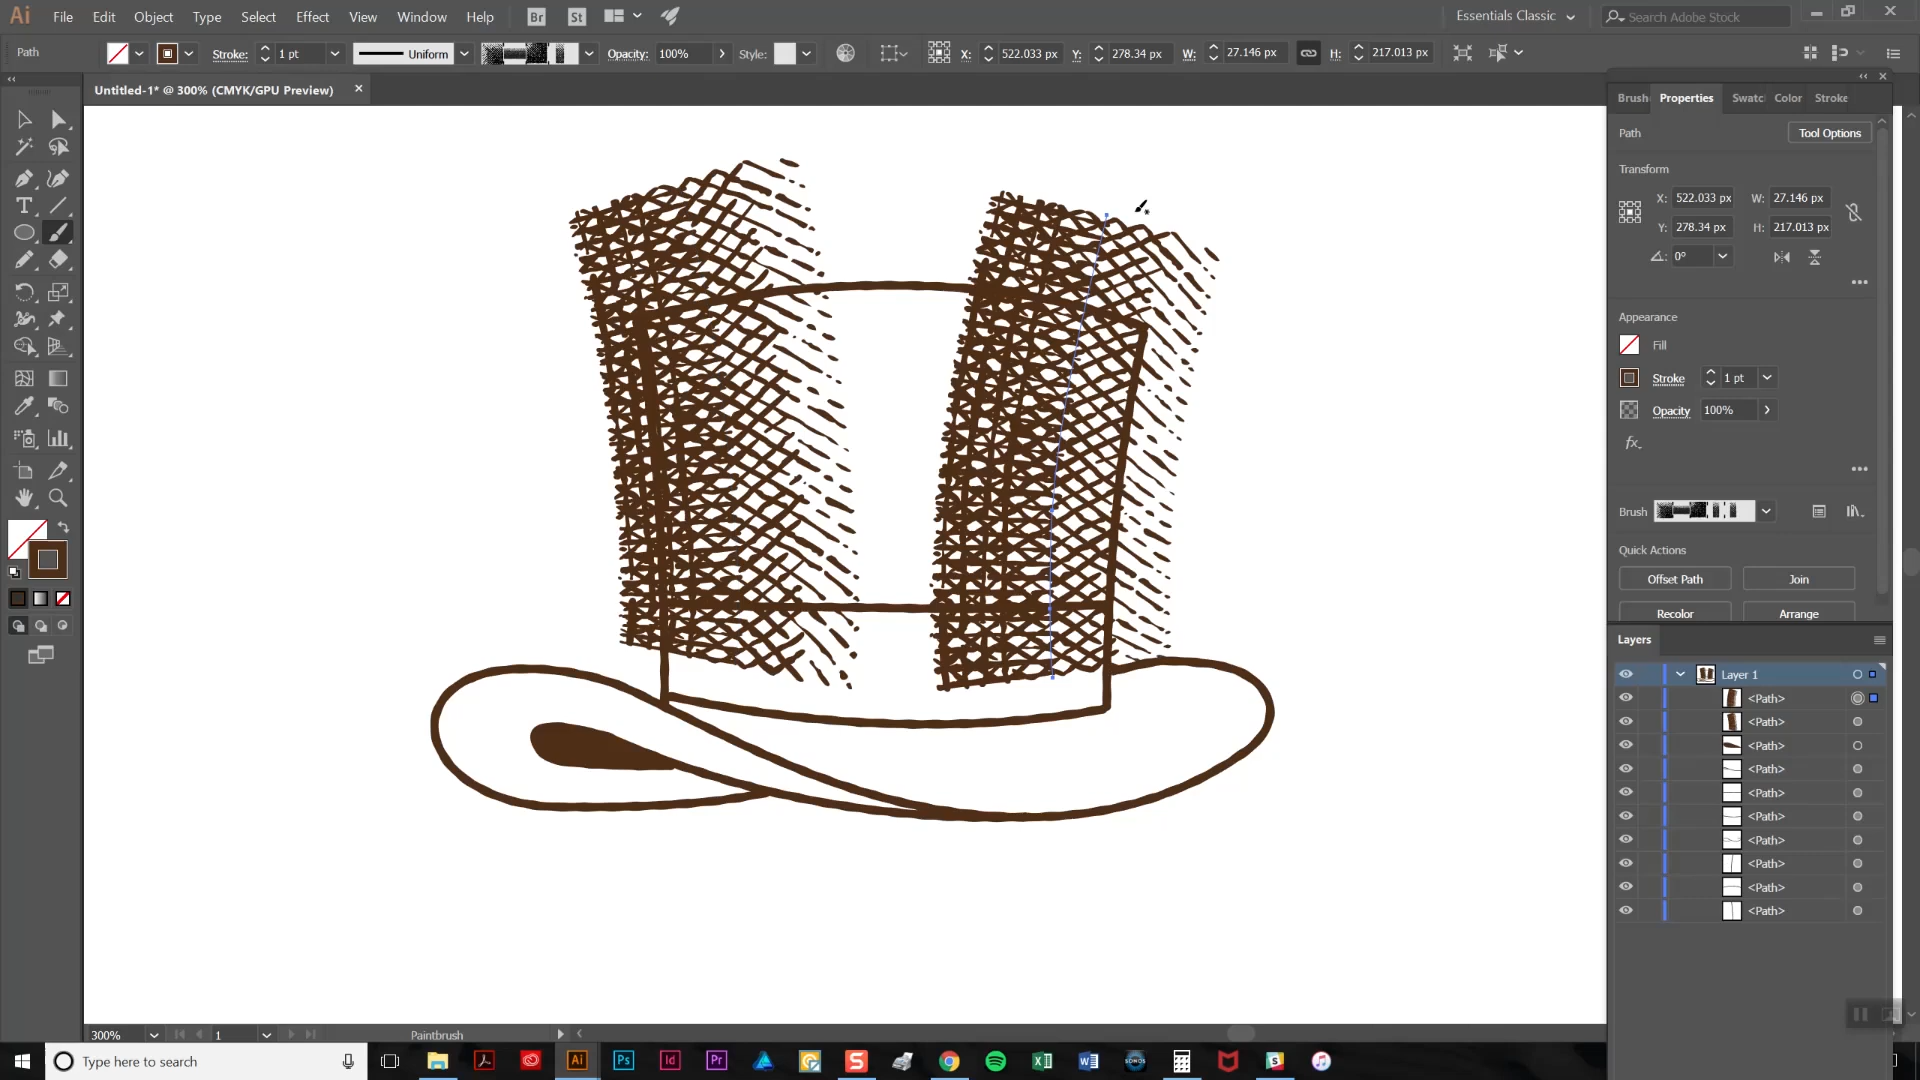 Ai File Edit Object Type Select Effect View Window Help Br St Essentials Classic Search Adobe Stock
Path Stroke: 1 pt Uniform Opacity: 100% Style: X: 522.033 px Y: 278.34 px W: 27.146 px H: 217.013 px
Untitled-1* @ 300% (CMYK/GPU Preview)
Brush Properties Swatc Color Stroke
Path Tool Options
Transform
X: 522.033 px W: 27.146 px
Y: 278.34 px H: 217.013 px
0°
Appearance
Fill
Stroke 1 pt
Opacity 100%
fx
Brush
Quick Actions
Offset Path Join
Recolor Arrange
Layers
Layer 1
<Path>
<Path>
<Path>
<Path>
<Path>
<Path>
<Path>
<Path>
<Path>
<Path>
300% 1 Paintbrush
Type here to search Ai Ps Id Pr SONOS